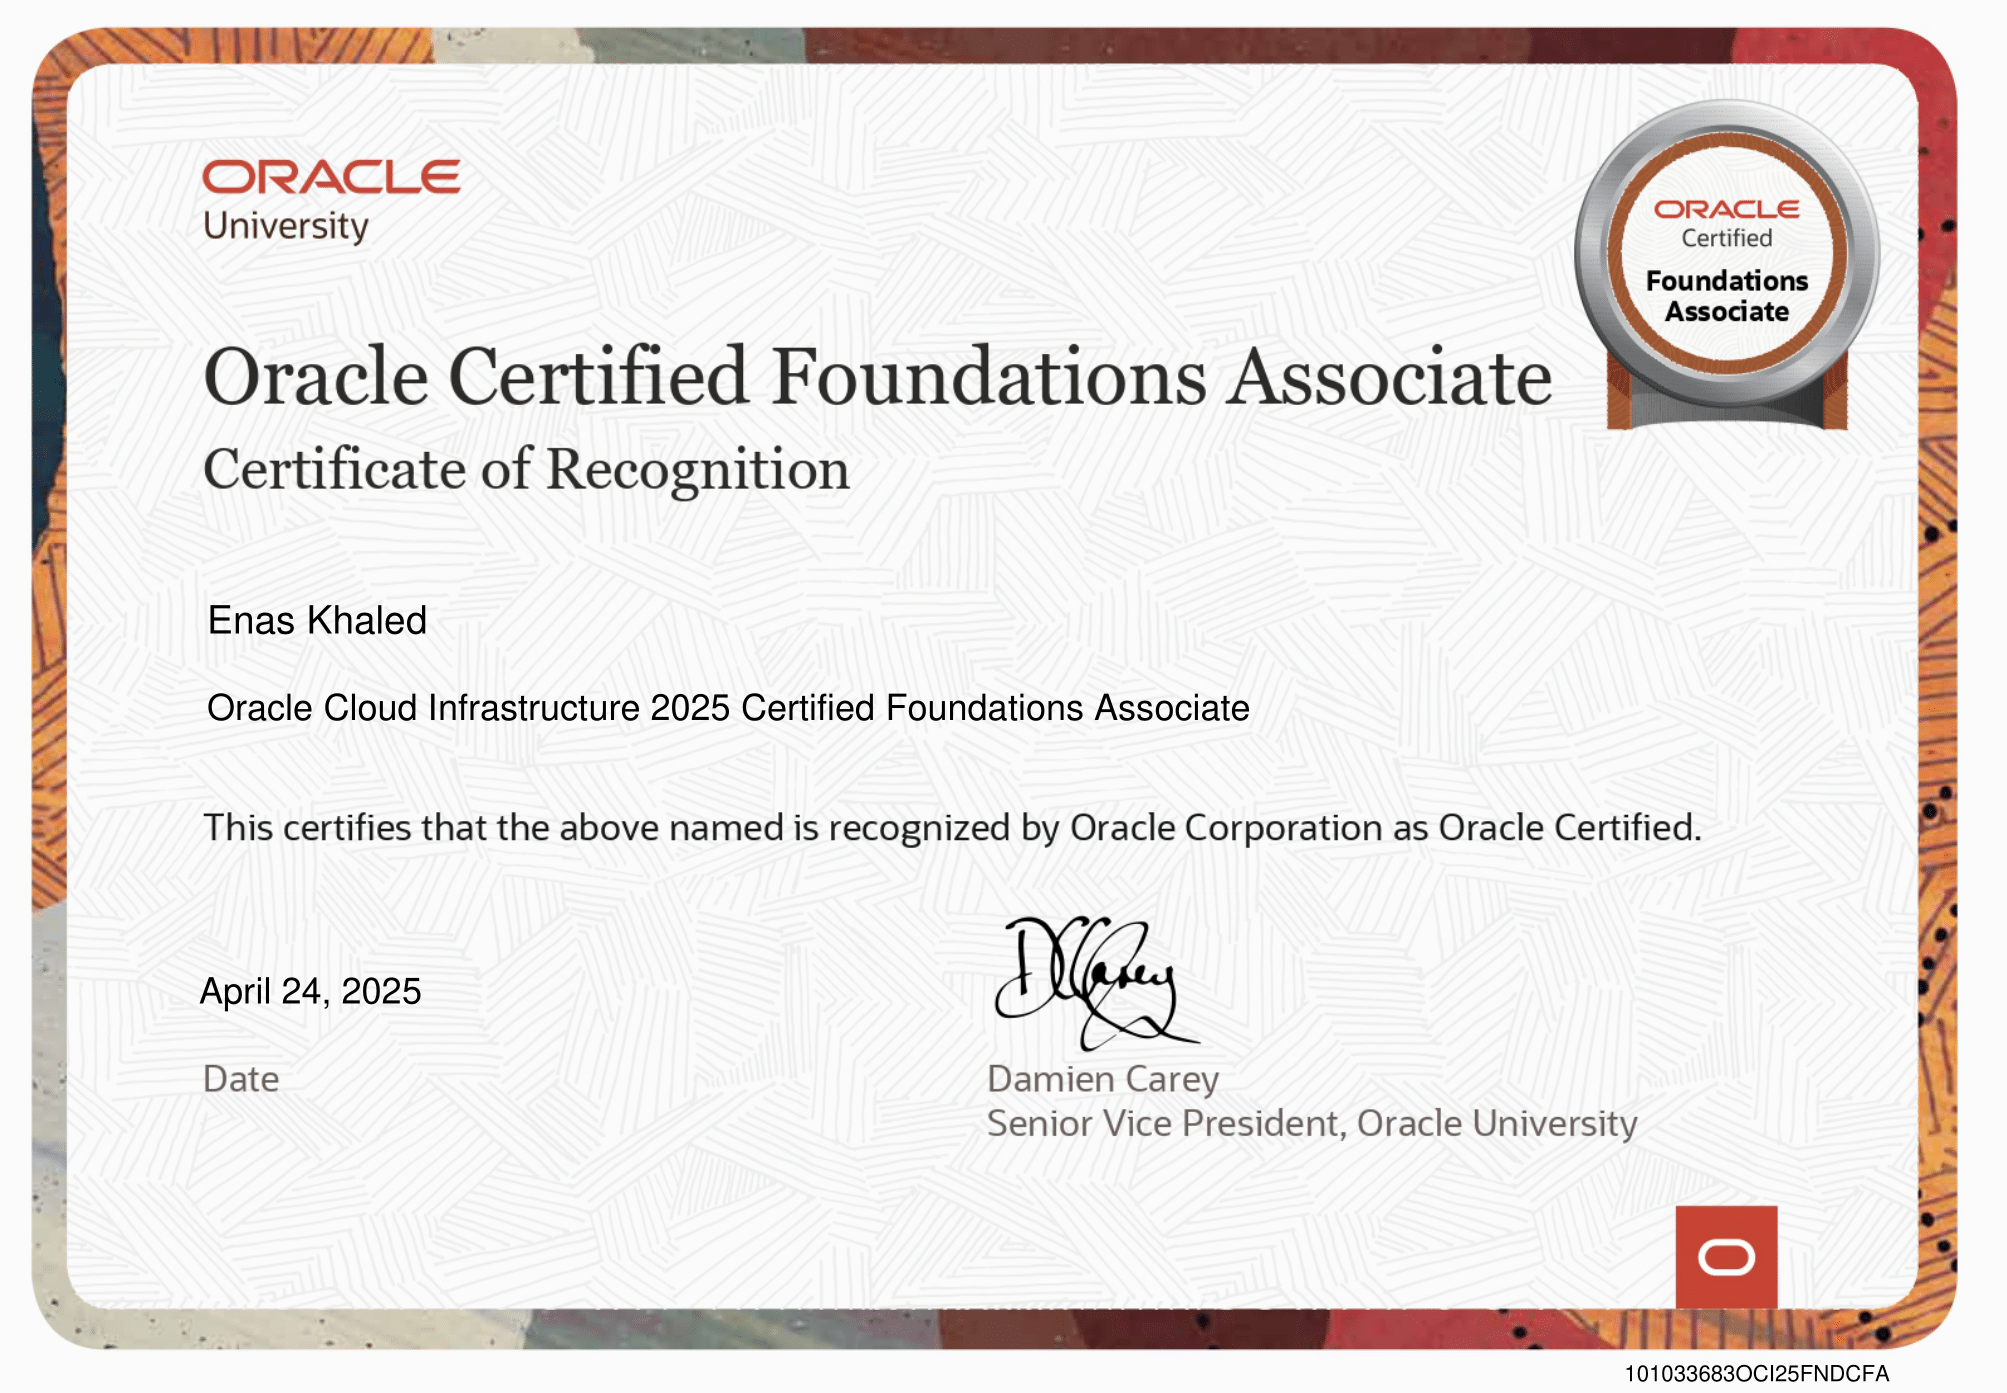 ORACLE
University
ORACLE
Certified
Foundations
Associate
Oracle Certified Foundations Associate
Certificate of Recognition
Enas Khaled
Oracle Cloud Infrastructure 2025 Certified Foundations Associate
This certifies that the above named is recognized by Oracle Corporation as Oracle Certified.
April 24, 2025
DCCarey
Date
Damien Carey
Senior Vice President, Oracle University
101033683OCI25FNDCFA